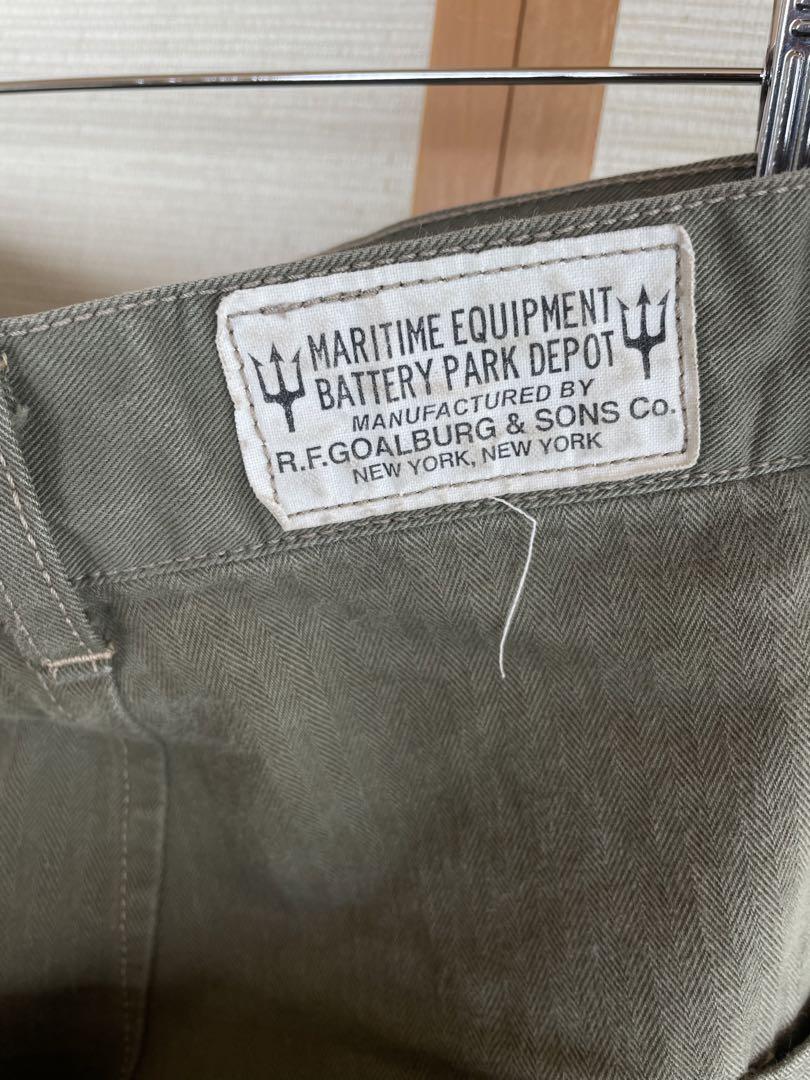 MARITIME EQUIPMENT
BATTERY PARK DEPOT
MANUFACTURED BY
R.F.GOALBURG & SONS Co.
NEW YORK, NEW YORK